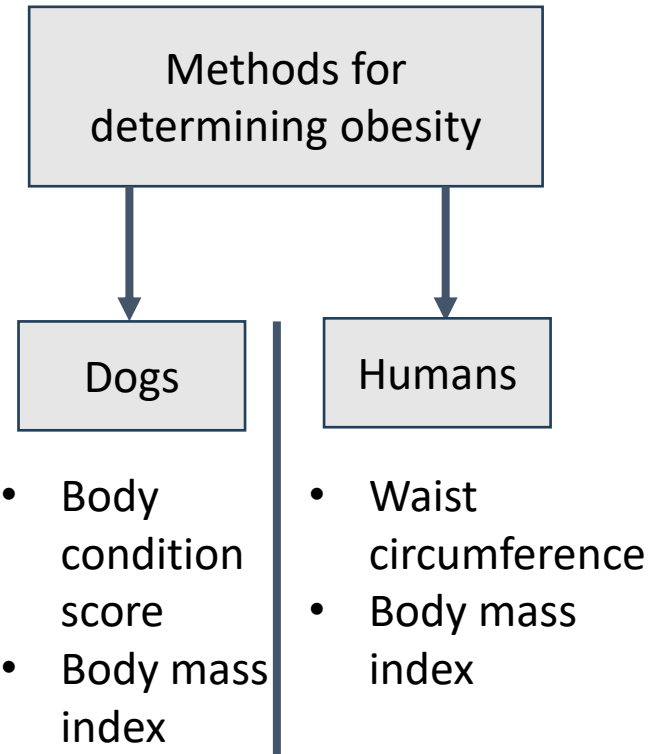 Methods for
determining obesity
Dogs
• Body
condition
score
• Body mass
index
Humans
• Waist
circumference
• Body mass
index